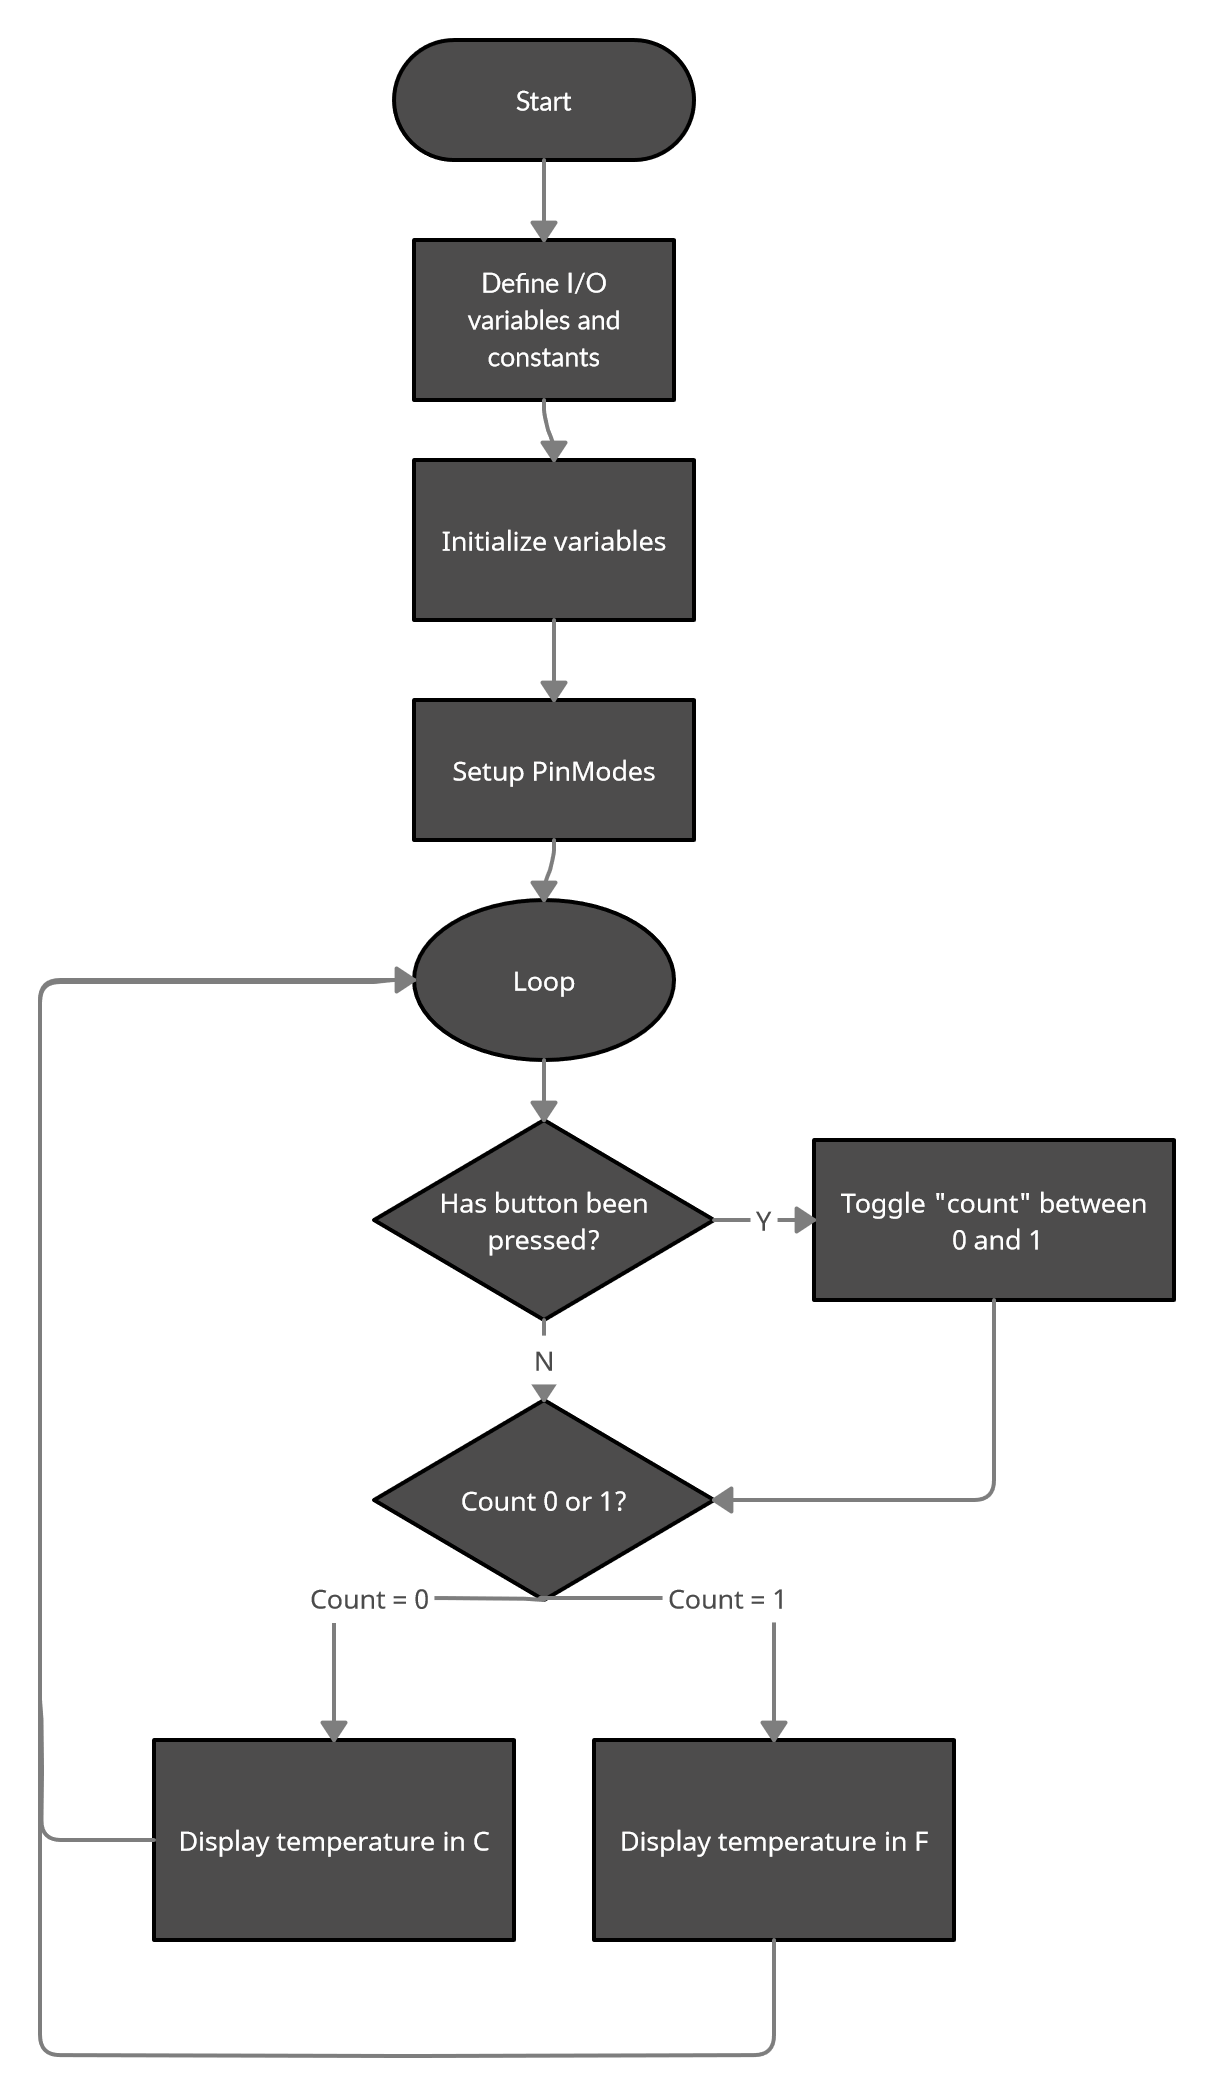 Start
Define I/O
variables and
constants
Initialize variables
Setup PinModes
Loop
Has button been
pressed?
Y
Toggle "count" between
0 and 1
N
Count 0 or 1?
Count = 0
Count = 1
Display temperature in C
Display temperature in F